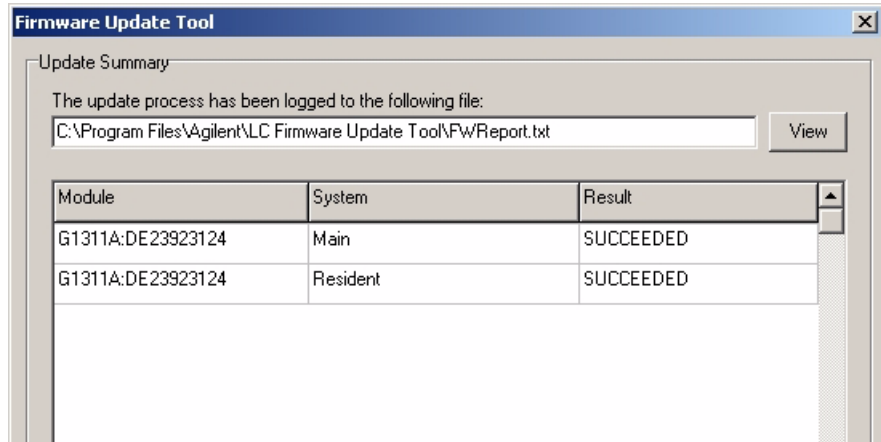 Firmware Update Tool
Update Summary
The update process has been logged to the following file:
C:\Program Files\Agilent\LC Firmware Update Tool\FWReport.txt View
Module System Result
G1311A:DE23923124 Main SUCCEEDED
G1311A:DE23923124 Resident SUCCEEDED